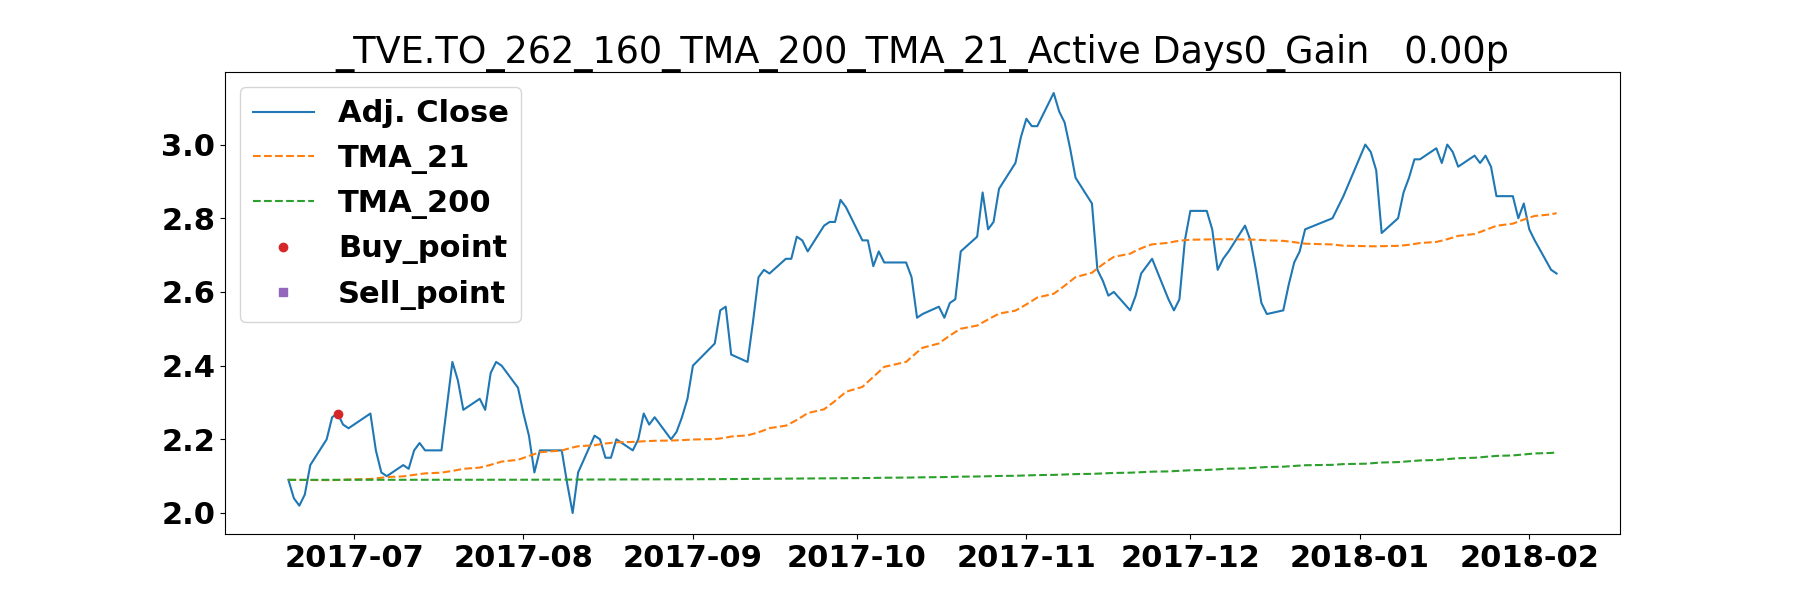 _TVE.TO_262_160_TMA_200_TMA_21_Active Days0_Gain   0.00p
Adj. Close
TMA_21
TMA_200
Buy_point
Sell_point
3.0
2.8
2.6
2.4
2.2
2.0
2017-07 2017-08 2017-09 2017-10 2017-11 2017-12 2018-01 2018-02